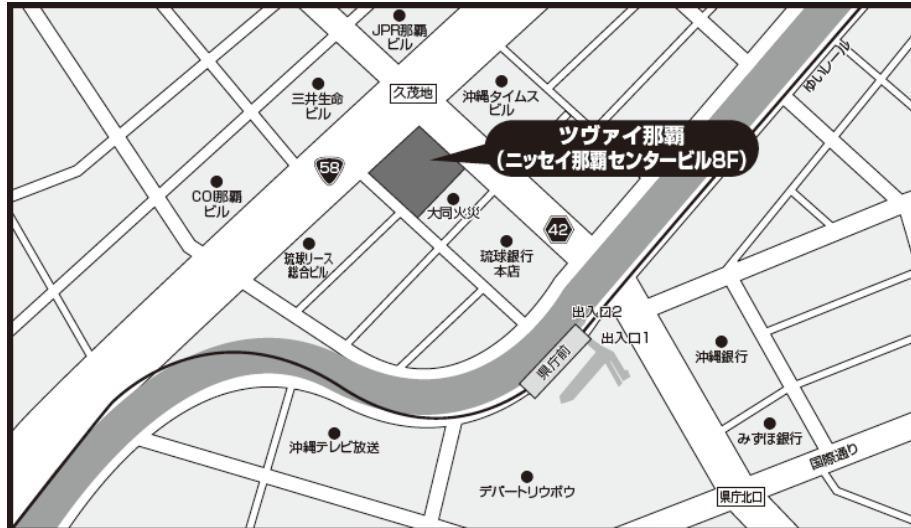 JPR那覇
ビル
三井生命
ビル
久茂地
沖縄タイムス
ビル
ゆいレール
ツヴァイ那覇
(ニッセイ那覇センタービル8F)
58
COI那覇
ビル
大同火災
42
琉球リース
総合ビル
琉球銀行
本店
出入口2
出入口1
県庁前
沖縄銀行
沖縄テレビ放送
みずほ銀行
国際通り
デパートリウボウ
県庁北口